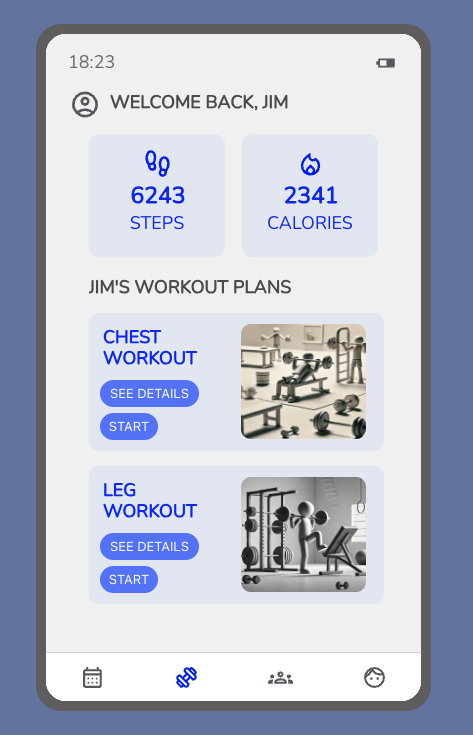 18:23
WELCOME BACK, JIM
6243
STEPS
2341
CALORIES
JIM'S WORKOUT PLANS
CHEST
WORKOUT
SEE DETAILS
START
LEG
WORKOUT
SEE DETAILS
START